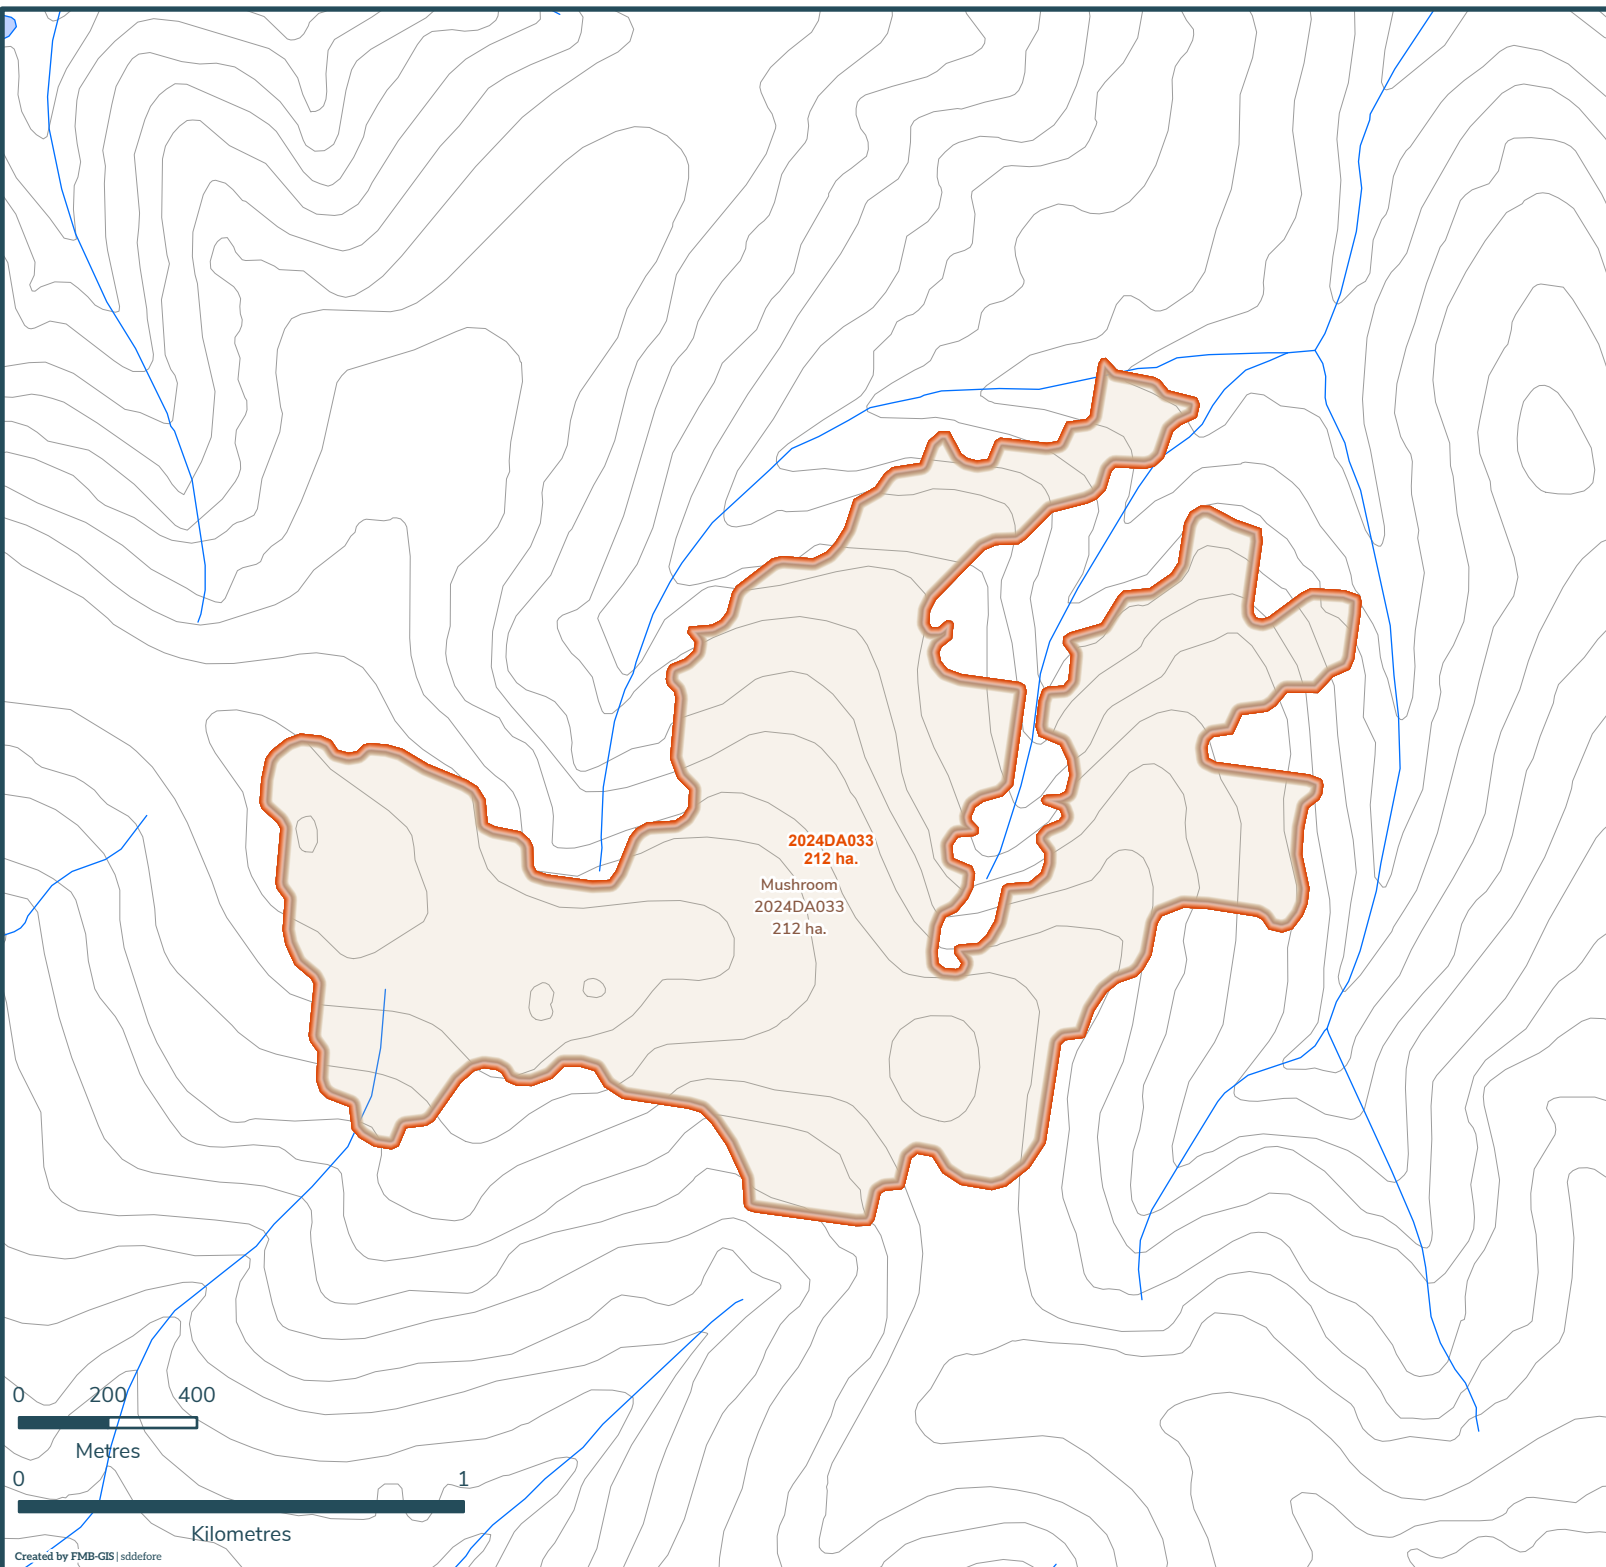 2024DA033
212 ha.
Mushroom
2024DA033
212 ha.
0 200 400
Metres
0 1
Kilometres
Created by FMB-GIS | sddefore